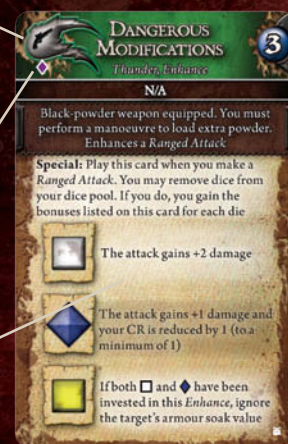 DANGEROUS
MODIFICATIONS
3
Thunder, Enhance
N/A
Black-powder weapon equipped. You must
perform a manoeuvre to load extra powder.
Enhances a Ranged Attack
Special: Play this card when you make a
Ranged Attack. You may remove dice from
your dice pool. If you do, you gain the
bonuses listed on this card for each die
The attack gains +2 damage
The attack gains +1 damage and
your CR is reduced by 1 (to a
minimum of 1)
If both □ and ◆ have been
invested in this Enhance, ignore
the target's armour soak value